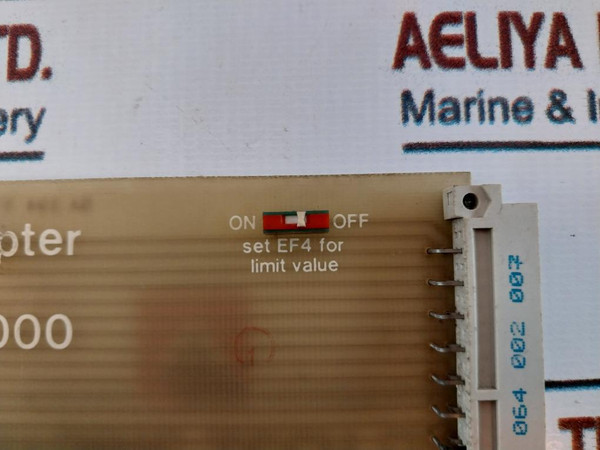 TD.
ery
AELIYA
Marine & I
ON OFF
set EF4 for
limit value
pter
000
064 002 007